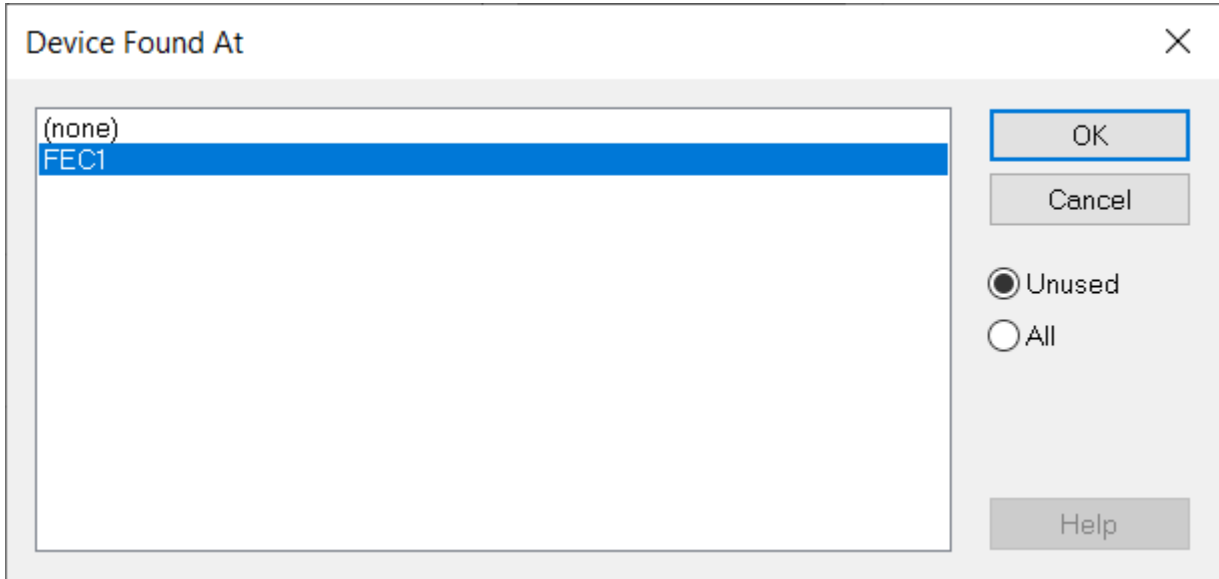 Device Found At
(none)
FEC1
OK
Cancel
Unused
All
Help